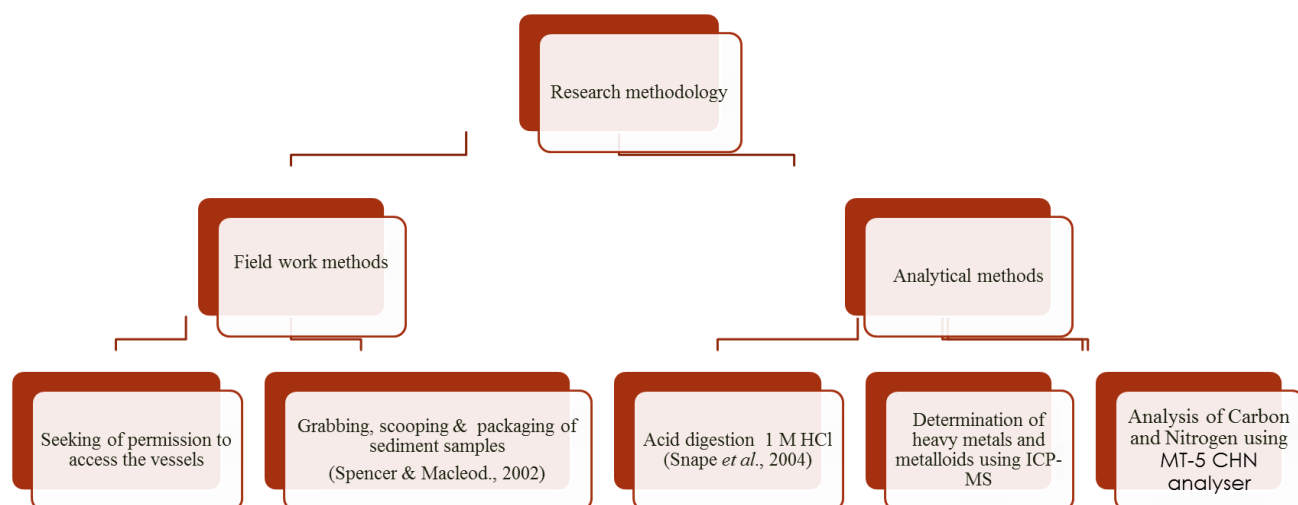 Research methodology
Field work methods
Analytical methods
Seeking of permission to
access the vessels
Grabbing, scooping & packaging of
sediment samples
(Spencer & Macleod., 2002)
Acid digestion 1 M HCl
(Snape et al., 2004)
Determination of
heavy metals and
metalloids using ICP-
MS
Analysis of Carbon
and Nitrogen using
MT-5 CHN
analyser